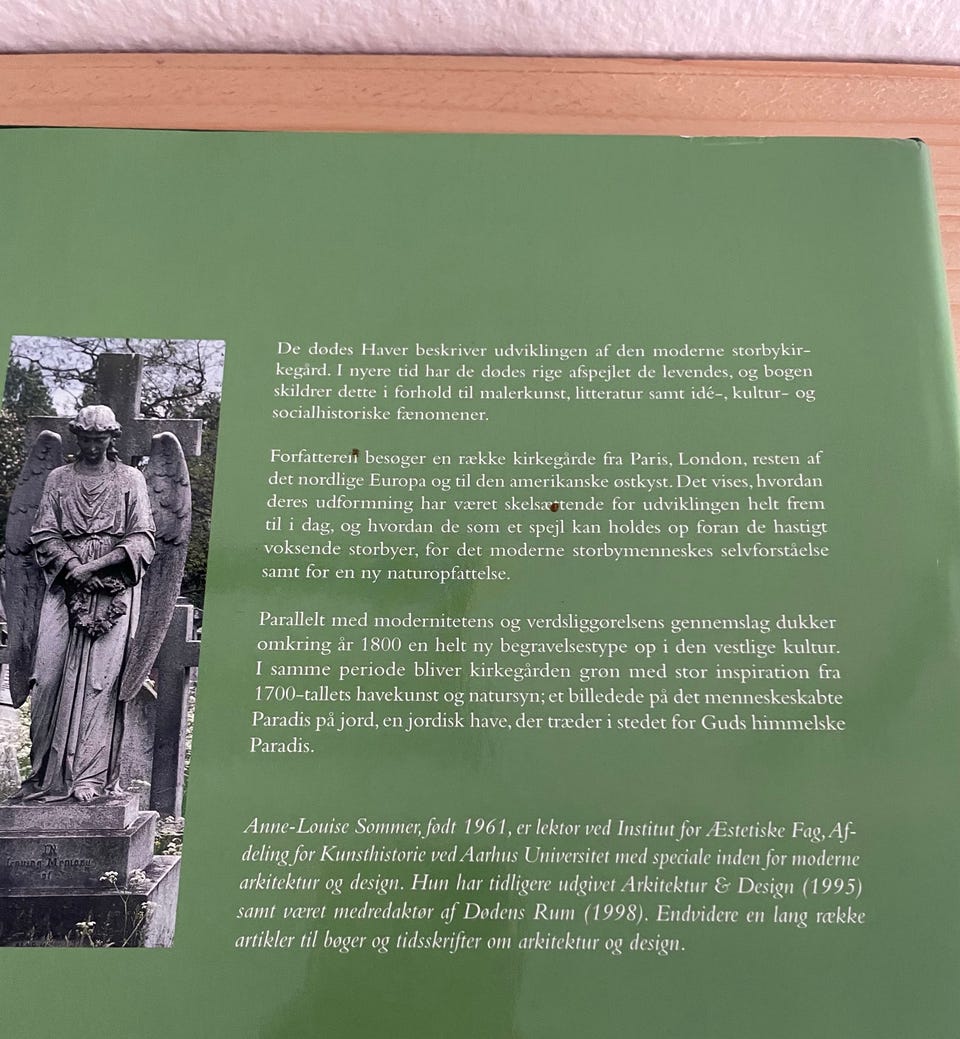 De dødes Haver beskriver udviklingen af den moderne storbykir-
kegård. I nyere tid har de dødes rige afspejlet de levendes, og bogen
skildrer dette i forhold til malerkunst, litteratur samt idé-, kultur- og
socialhistoriske fænomener.
Forfatteren besøger en række kirkegårde fra Paris, London, resten af
det nordlige Europa og til den amerikanske østkyst. Det vises, hvordan
deres udformning har været skelsættende for udviklingen helt frem
til i dag, og hvordan de som et spejl kan holdes op foran de hastigt
voksende storbyer, for det moderne storbymenneskes selvforståelse
samt for en ny naturopfattelse.
Parallelt med modernitetens og verdsliggørelsens gennemslag dukker
omkring år 1800 en helt ny begravelsestype op i den vestlige kultur.
I samme periode bliver kirkegården grøn med stor inspiration fra
1700-tallets havekunst og natursyn; et billedede på det menneskeskabte
Paradis på jord, en jordisk have, der træder i stedet for Guds himmelske
Paradis.
Anne-Louise Sommer, født 1961, er lektor ved Institut for Æstetiske Fag, Af-
deling for Kunsthistorie ved Aarhus Universitet med speciale inden for moderne
arkitektur og design. Hun har tidligere udgivet Arkitektur & Design (1995)
samt været medredaktør af Dødens Rum (1998). Endvidere en lang række
artikler til bøger og tidsskrifter om arkitektur og design.
IN
Loving Memory
of